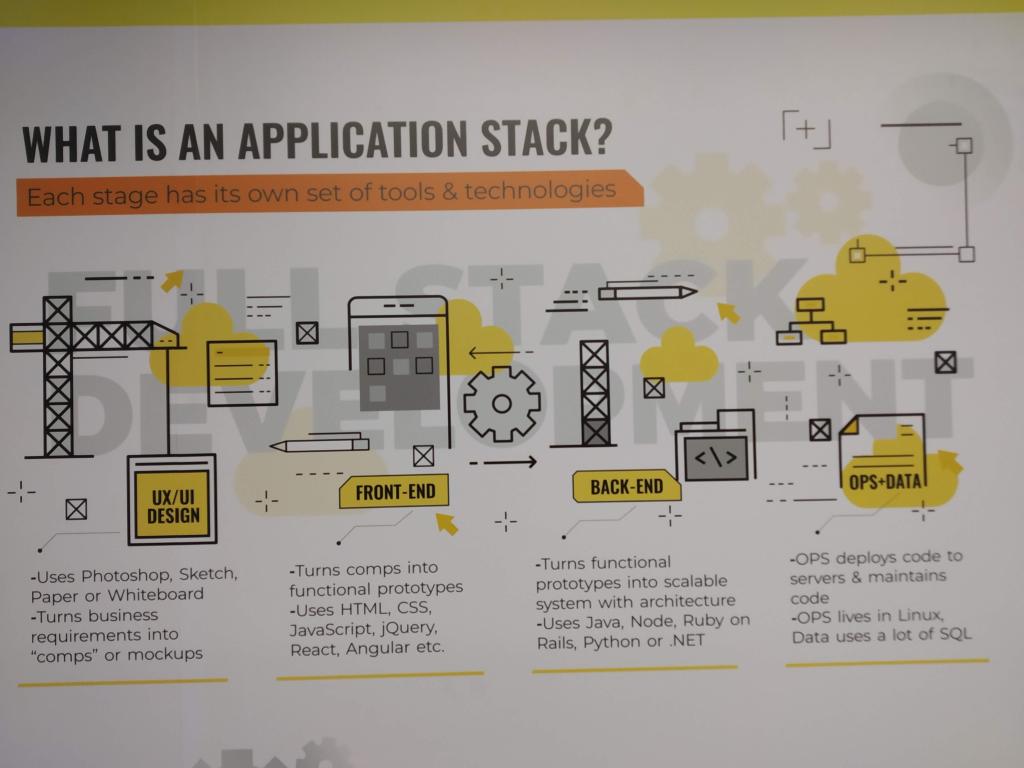 WHAT IS AN APPLICATION STACK?
Each stage has its own set of tools & technologies
FULL STACK
DEVELOPMENT
UX/UI
DESIGN
-Uses Photoshop, Sketch,
Paper or Whiteboard
-Turns business
requirements into
“comps” or mockups
FRONT-END
-Turns comps into
functional prototypes
-Uses HTML, CSS,
JavaScript, jQuery,
React, Angular etc.
</>
BACK-END
-Turns functional
prototypes into scalable
system with architecture
-Uses Java, Node, Ruby on
Rails, Python or .NET
OPS+DATA
-OPS deploys code to
servers & maintains
code
-OPS lives in Linux,
Data uses a lot of SQL